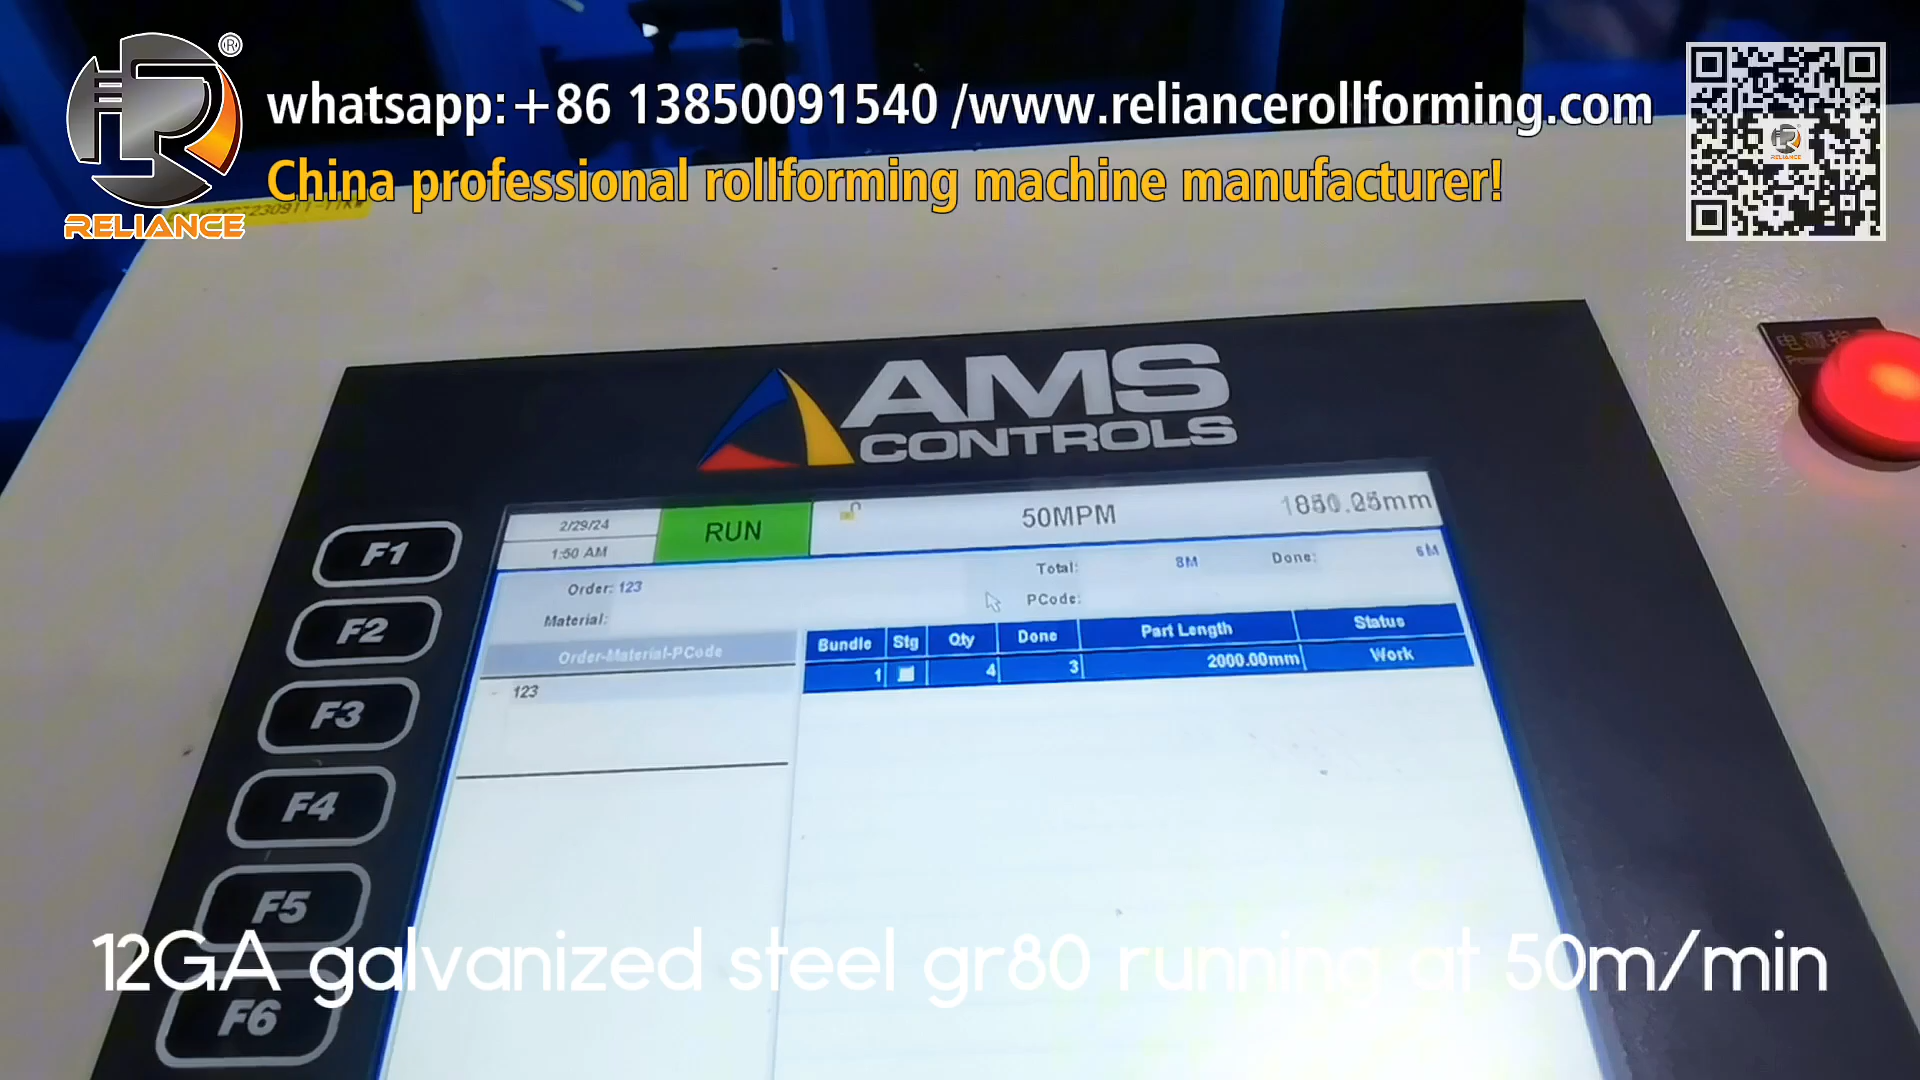 ®
RELIANCE
whatsapp:+86 13850091540 /www.reliancerollforming.com
China professional rollforming machine manufacturer!
RELIANCE
AMS
CONTROLS
F1
F2
F3
F4
F5
F6
2/29/24
1:50 AM
RUN
50MPM
Order: 123
Total: 8M Done: 6M
Material:
PCode:
Order-Material-PCode
123
Bundle Stg Qty Done Part Length Status
1 4 3 2000.00mm Work
12GA galvanized steel gr80 running at 50m/min